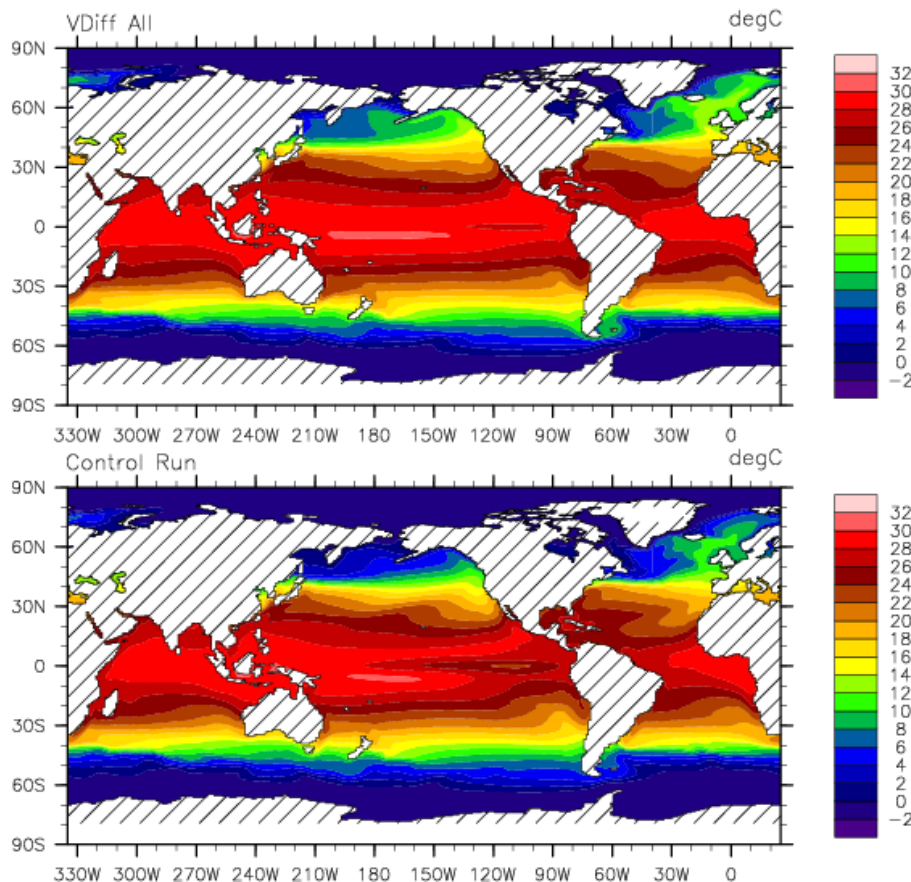 VDiff All degC
90N
60N
30N
0
30S
60S
90S
330W 300W 270W 240W 210W 180 150W 120W 90W 60W 30W 0
32
30
28
26
24
22
20
18
16
14
12
10
8
6
4
2
0
−2
Control Run degC
90N
60N
30N
0
30S
60S
90S
330W 300W 270W 240W 210W 180 150W 120W 90W 60W 30W 0
32
30
28
26
24
22
20
18
16
14
12
10
8
6
4
2
0
−2